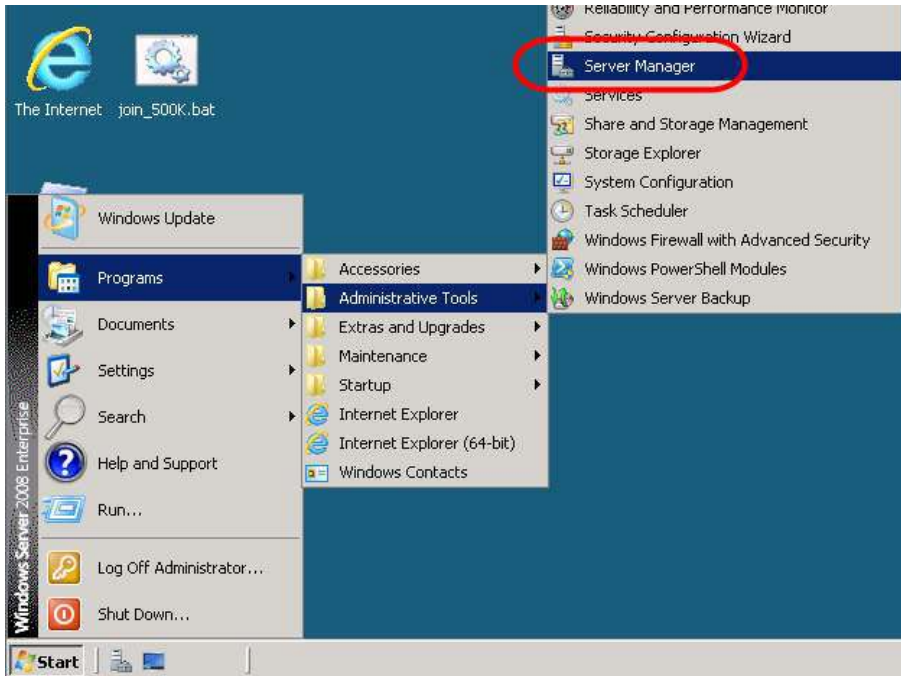 Reliability and Performance Monitor
Security Configuration Wizard
Server Manager
Services
Share and Storage Management
Storage Explorer
System Configuration
Task Scheduler
Windows Firewall with Advanced Security
Windows PowerShell Modules
Windows Server Backup
The Internet
join_500K.bat
Windows Update
Programs
Documents
Settings
Search
Help and Support
Run...
Log Off Administrator...
Shut Down...
Windows Server 2008 Enterprise
Accessories
Administrative Tools
Extras and Upgrades
Maintenance
Startup
Internet Explorer
Internet Explorer (64-bit)
Windows Contacts
Start